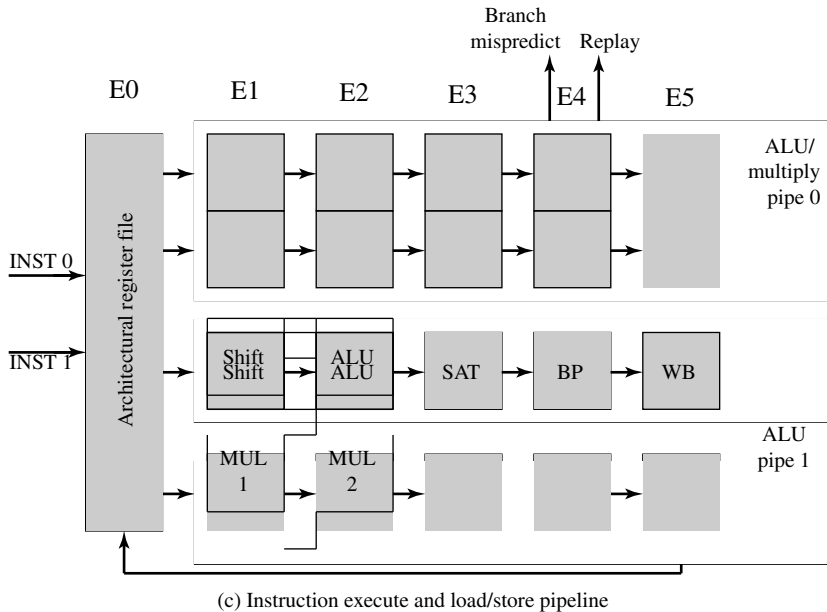 Branch
mispredict
Replay
E0
E1
E2
E3
E4
E5
ALU/
multiply
pipe 0
Architectural register file
INST 0
INST 1
Shift
Shift
ALU
ALU
SAT
BP
WB
ALU
pipe 1
MUL
1
MUL
2
(c) Instruction execute and load/store pipeline